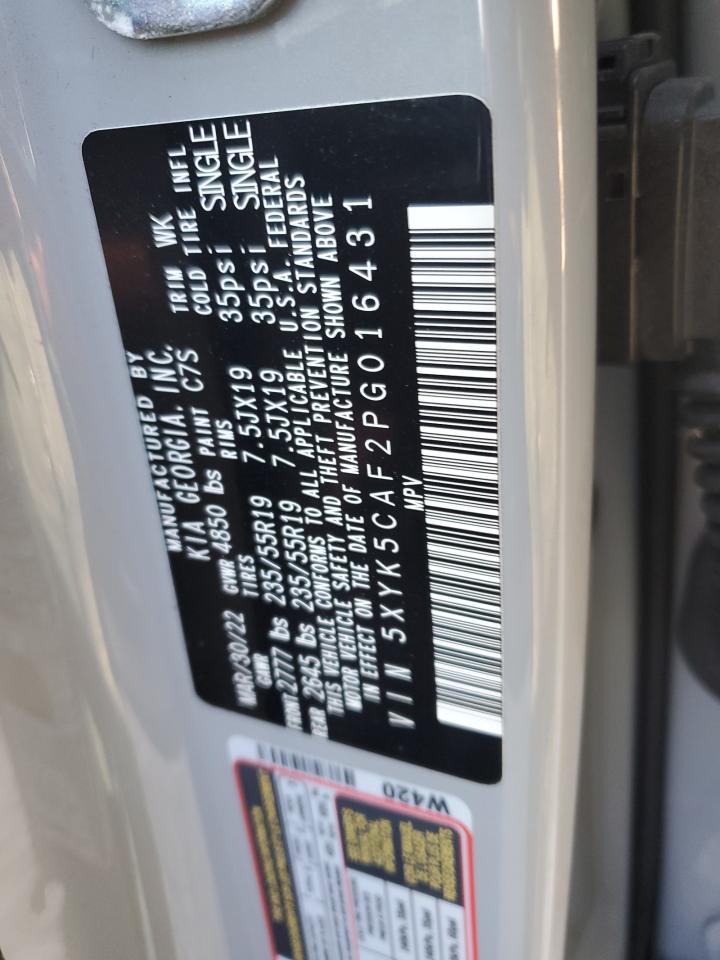 MANUFACTURED BY
KIA GEORGIA. INC.
MAR/30/22 GVWR 4850 lbs PAINT C7S TRIM WK
GAWR TIRES RIMS COLD TIRE INFL
FRNT 2777 lbs 235/55R19 7.5JX19 35psi SINGLE
REAR 2645 lbs 235/55R19 7.5JX19 35psi SINGLE
THIS VEHICLE CONFORMS TO ALL APPLICABLE U.S.A. FEDERAL
MOTOR VEHICLE SAFETY AND THEFT PREVENTION STANDARDS
IN EFFECT ON THE DATE OF MANUFACTURE SHOWN ABOVE
VIN 5XYK5CAF2PG016431
MPV
W420